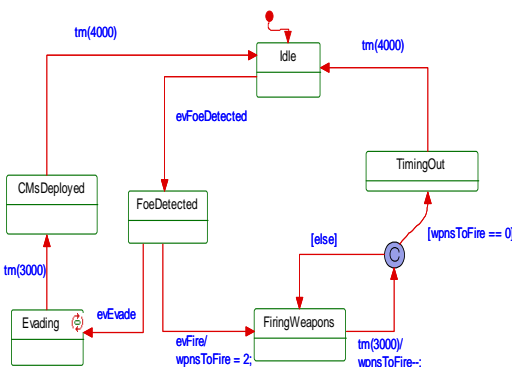 tm(4000)
Idle
tm(4000)
evFoeDetected
TimingOut
CMsDeployed
FoeDetected
[wpnsToFire == 0]
[else]
C
tm(3000)
Evading
evEvade
FiringWeapons
evFire/
wpnsToFire = 2;
tm(3000)/
wpnsToFire--;